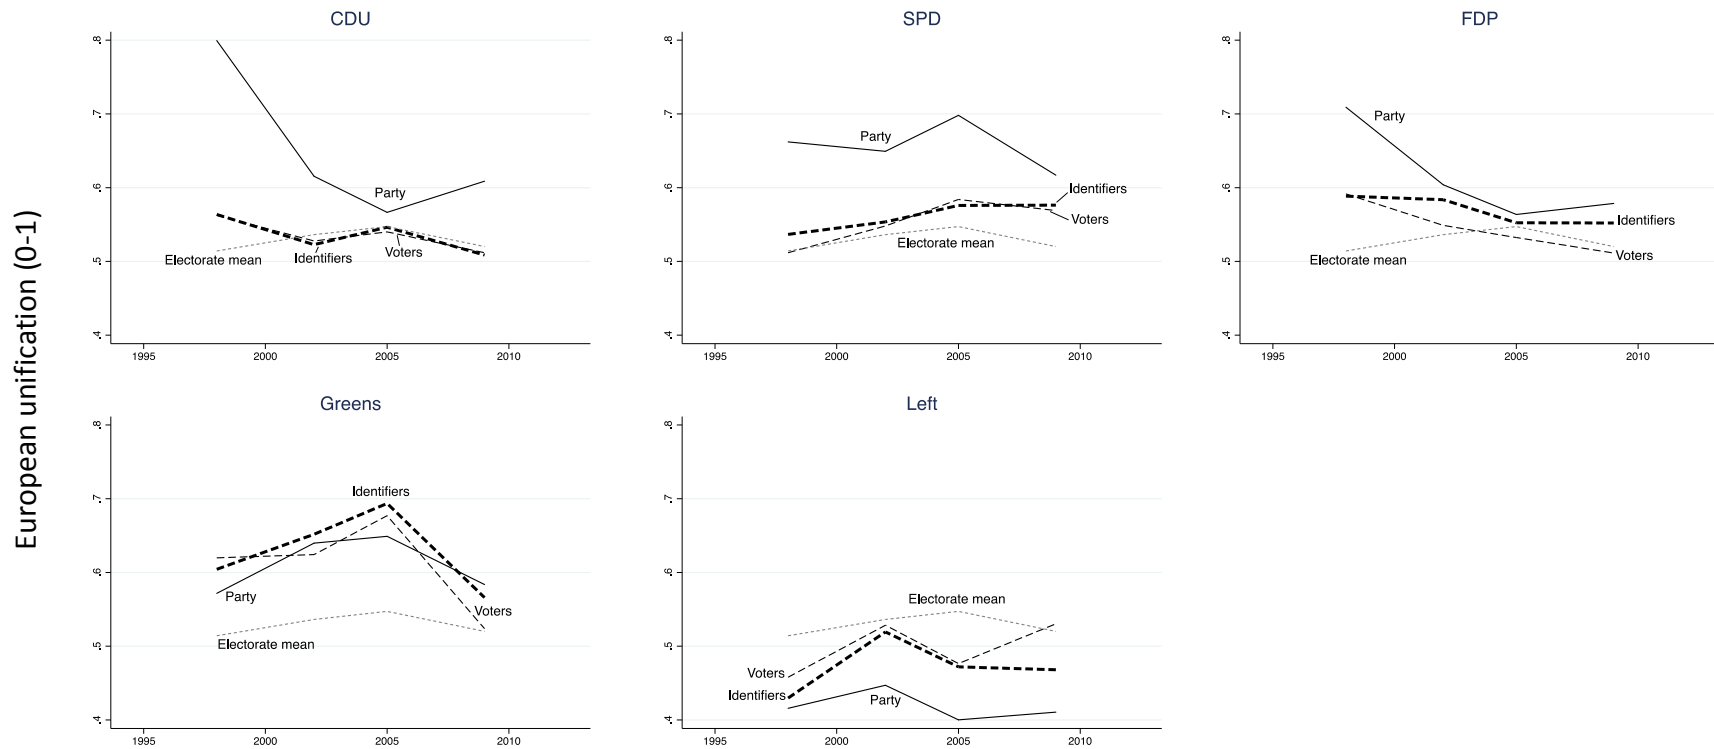 European unification (0-1)
CDU
.8
.7
.6
.5
.4
Party
Electorate mean
Identifiers
Voters
1995
2000
2005
2010
SPD
.8
.7
.6
.5
.4
Party
Identifiers
Voters
Electorate mean
1995
2000
2005
2010
FDP
.8
.7
.6
.5
.4
Party
Identifiers
Electorate mean
Voters
1995
2000
2005
2010
Greens
.8
.7
.6
.5
.4
Identifiers
Party
Voters
Electorate mean
1995
2000
2005
2010
Left
.8
.7
.6
.5
.4
Electorate mean
Voters
Identifiers
Party
1995
2000
2005
2010